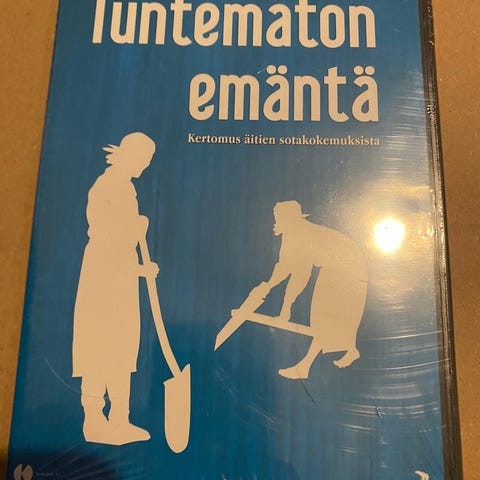 Tuntematon
emäntä
Kertomus äitien sotakokemuksista